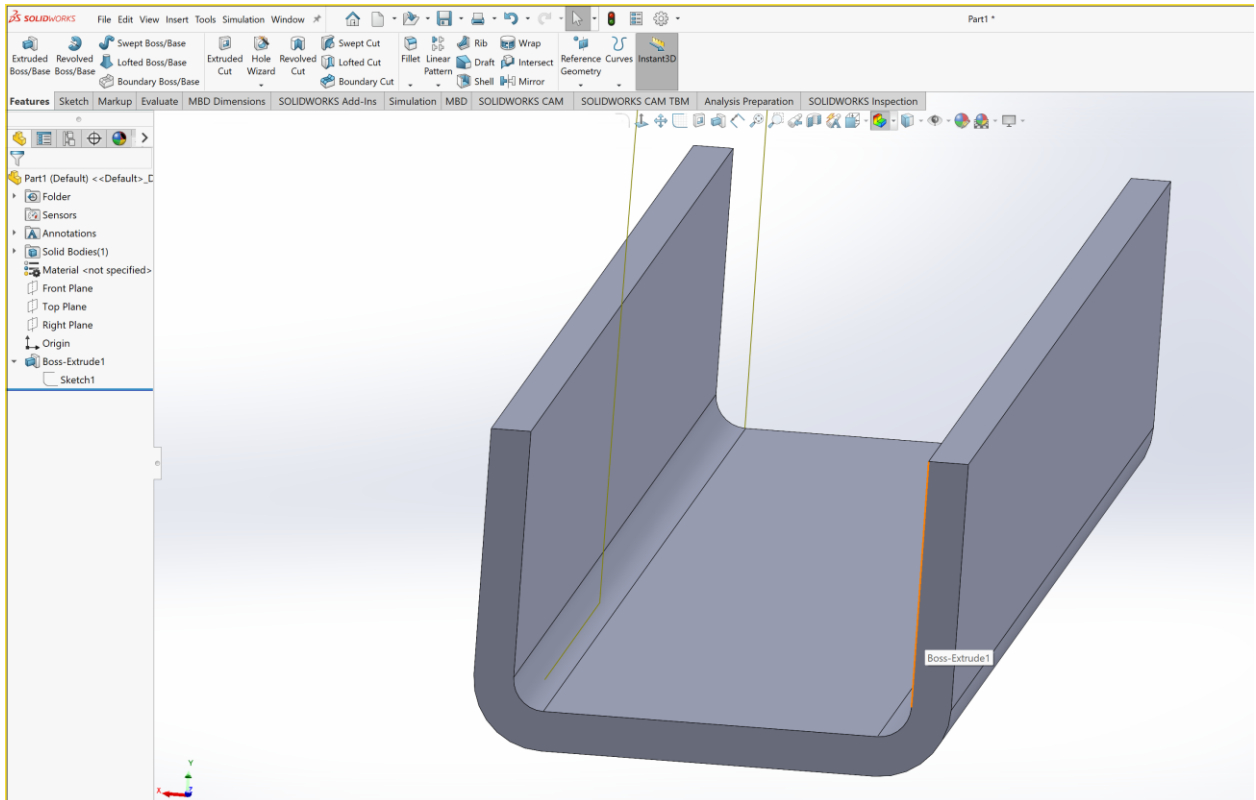 SOLIDWORKS File Edit View Insert Tools Simulation Window Part1 *
Extruded Boss/Base
Revolved Boss/Base
Swept Boss/Base
Lofted Boss/Base
Boundary Boss/Base
Extruded Cut
Hole Wizard
Revolved Cut
Swept Cut
Lofted Cut
Boundary Cut
Fillet
Linear Pattern
Rib
Draft
Shell
Wrap
Intersect
Mirror
Reference Geometry
Curves
Instant3D
Features Sketch Markup Evaluate MBD Dimensions SOLIDWORKS Add-Ins Simulation MBD SOLIDWORKS CAM SOLIDWORKS CAM TBM Analysis Preparation SOLIDWORKS Inspection
Part1 (Default) <<Default>_D
Folder
Sensors
Annotations
Solid Bodies(1)
Material <not specified>
Front Plane
Top Plane
Right Plane
Origin
Boss-Extrude1
Sketch1
Boss-Extrude1
Y
X
Z